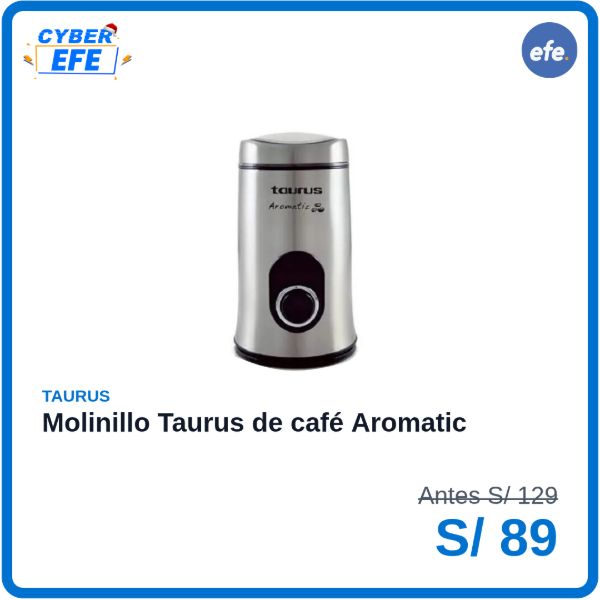 CYBER
EFE
efe.
taurus
Aromatic
TAURUS
Molinillo Taurus de café Aromatic
Antes S/ 129
S/ 89